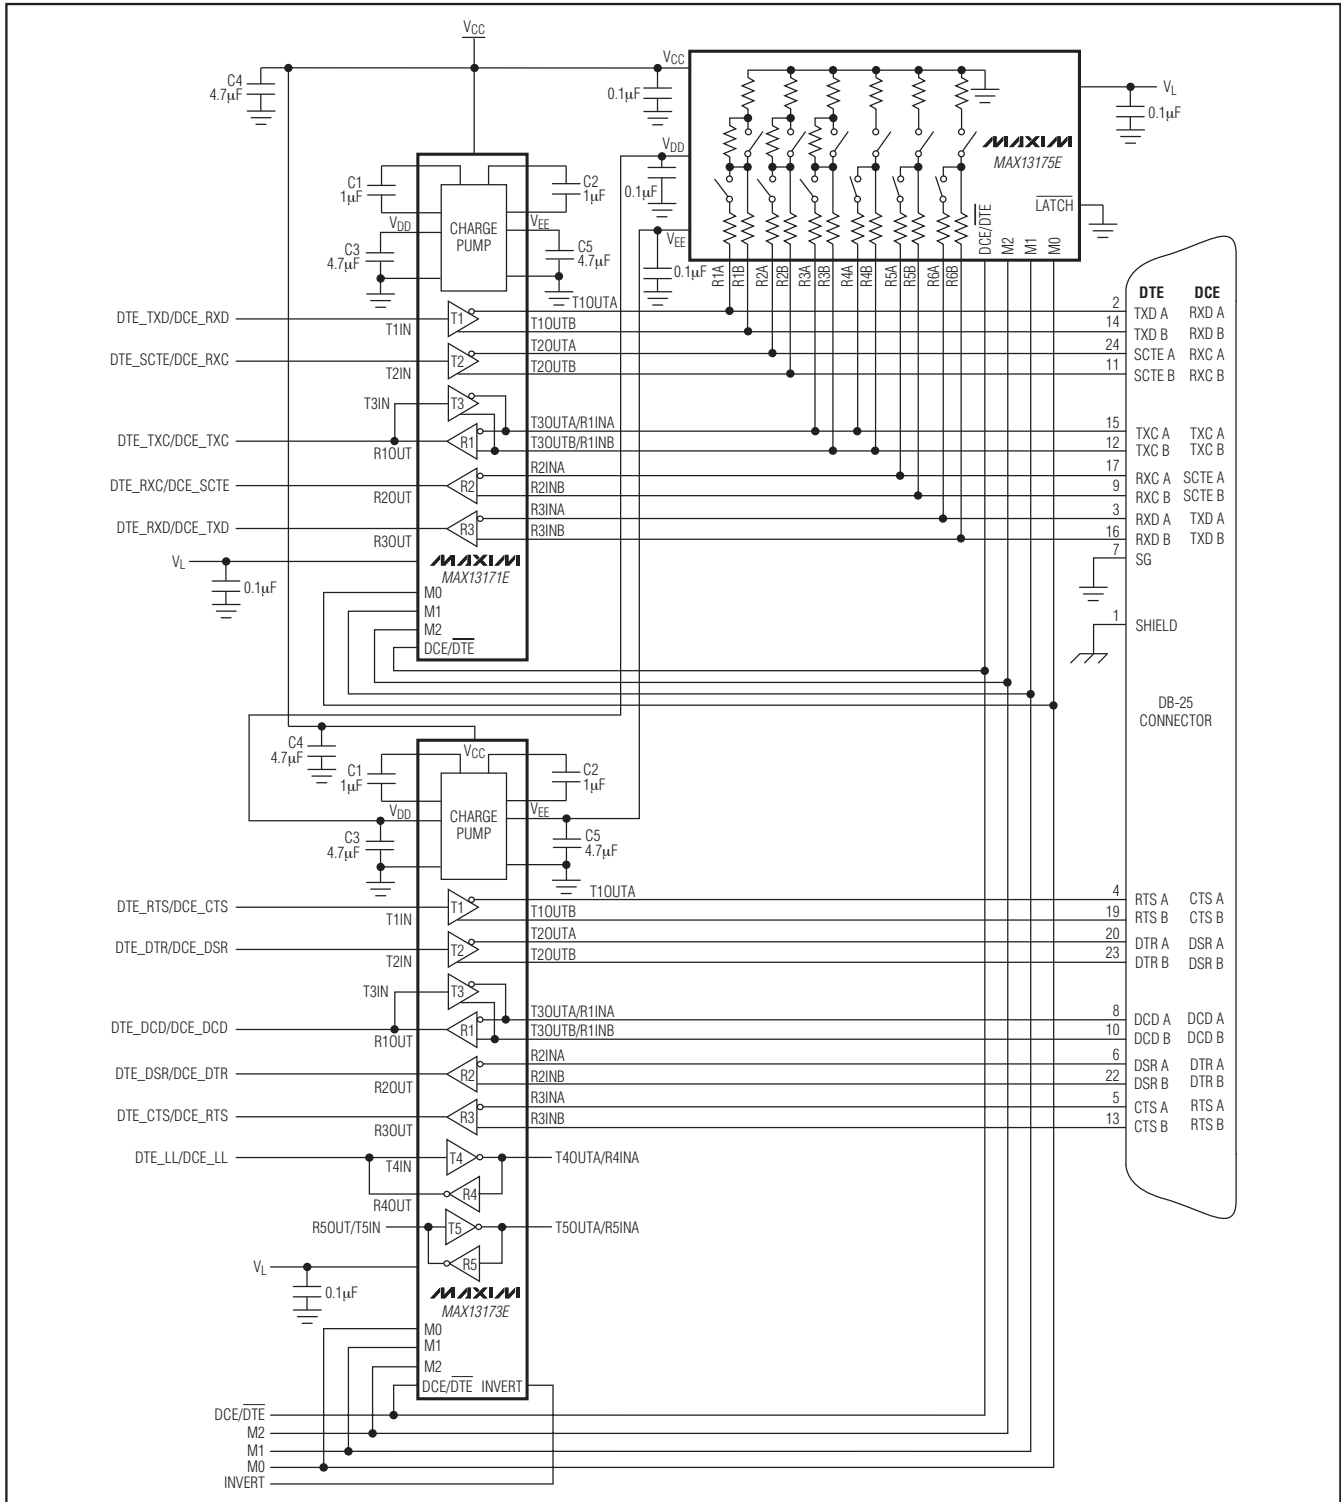 VCC
C4
4.7μF
VCC
0.1μF
VL
0.1μF
MAXIM
MAX13175E
VDD
0.1μF
C1
1μF
C2
1μF
VDD
VEE
CHARGE
PUMP
C3
4.7μF
C5
4.7μF
VEE
0.1μF
LATCH
DCE/DTE
M2
M1
M0
R1A
R1B
R2A
R2B
R3A
R3B
R4A
R4B
R5A
R5B
R6A
R6B
DTE DCE
DTE_TXD/DCE_RXD
T1IN
T1
T1OUTA
2
TXD A RXD A
T1OUTB
14
TXD B RXD B
DTE_SCTE/DCE_RXC
T2IN
T2
T2OUTA
24
SCTE A RXC A
T2OUTB
11
SCTE B RXC B
T3IN
T3
DTE_TXC/DCE_TXC
R1OUT
R1
T3OUTA/R1INA
15
TXC A TXC A
T3OUTB/R1INB
12
TXC B TXC B
DTE_RXC/DCE_SCTE
R2OUT
R2
R2INA
17
RXC A SCTE A
R2INB
9
RXC B SCTE B
DTE_RXD/DCE_TXD
R3OUT
R3
R3INA
3
RXD A TXD A
R3INB
16
RXD B TXD B
7
SG
VL
0.1μF
MAXIM
MAX13171E
M0
M1
M2
DCE/DTE
1
SHIELD
DB-25
CONNECTOR
C4
4.7μF
VCC
C1
1μF
C2
1μF
VDD
VEE
CHARGE
PUMP
C3
4.7μF
C5
4.7μF
DTE_RTS/DCE_CTS
T1IN
T1
T1OUTA
4
RTS A CTS A
T1OUTB
19
RTS B CTS B
DTE_DTR/DCE_DSR
T2IN
T2
T2OUTA
20
DTR A DSR A
T2OUTB
23
DTR B DSR B
T3IN
T3
DTE_DCD/DCE_DCD
R1OUT
R1
T3OUTA/R1INA
8
DCD A DCD A
T3OUTB/R1INB
10
DCD B DCD B
DTE_DSR/DCE_DTR
R2OUT
R2
R2INA
6
DSR A DTR A
R2INB
22
DSR B DTR B
DTE_CTS/DCE_RTS
R3OUT
R3
R3INA
5
CTS A RTS A
R3INB
13
CTS B RTS B
DTE_LL/DCE_LL
T4IN
T4
T4OUTA/R4INA
R4OUT
R4
R5OUT/T5IN
T5
T5OUTA/R5INA
R5
VL
0.1μF
MAXIM
MAX13173E
M0
M1
M2
DCE/DTE INVERT
DCE/DTE
M2
M1
M0
INVERT